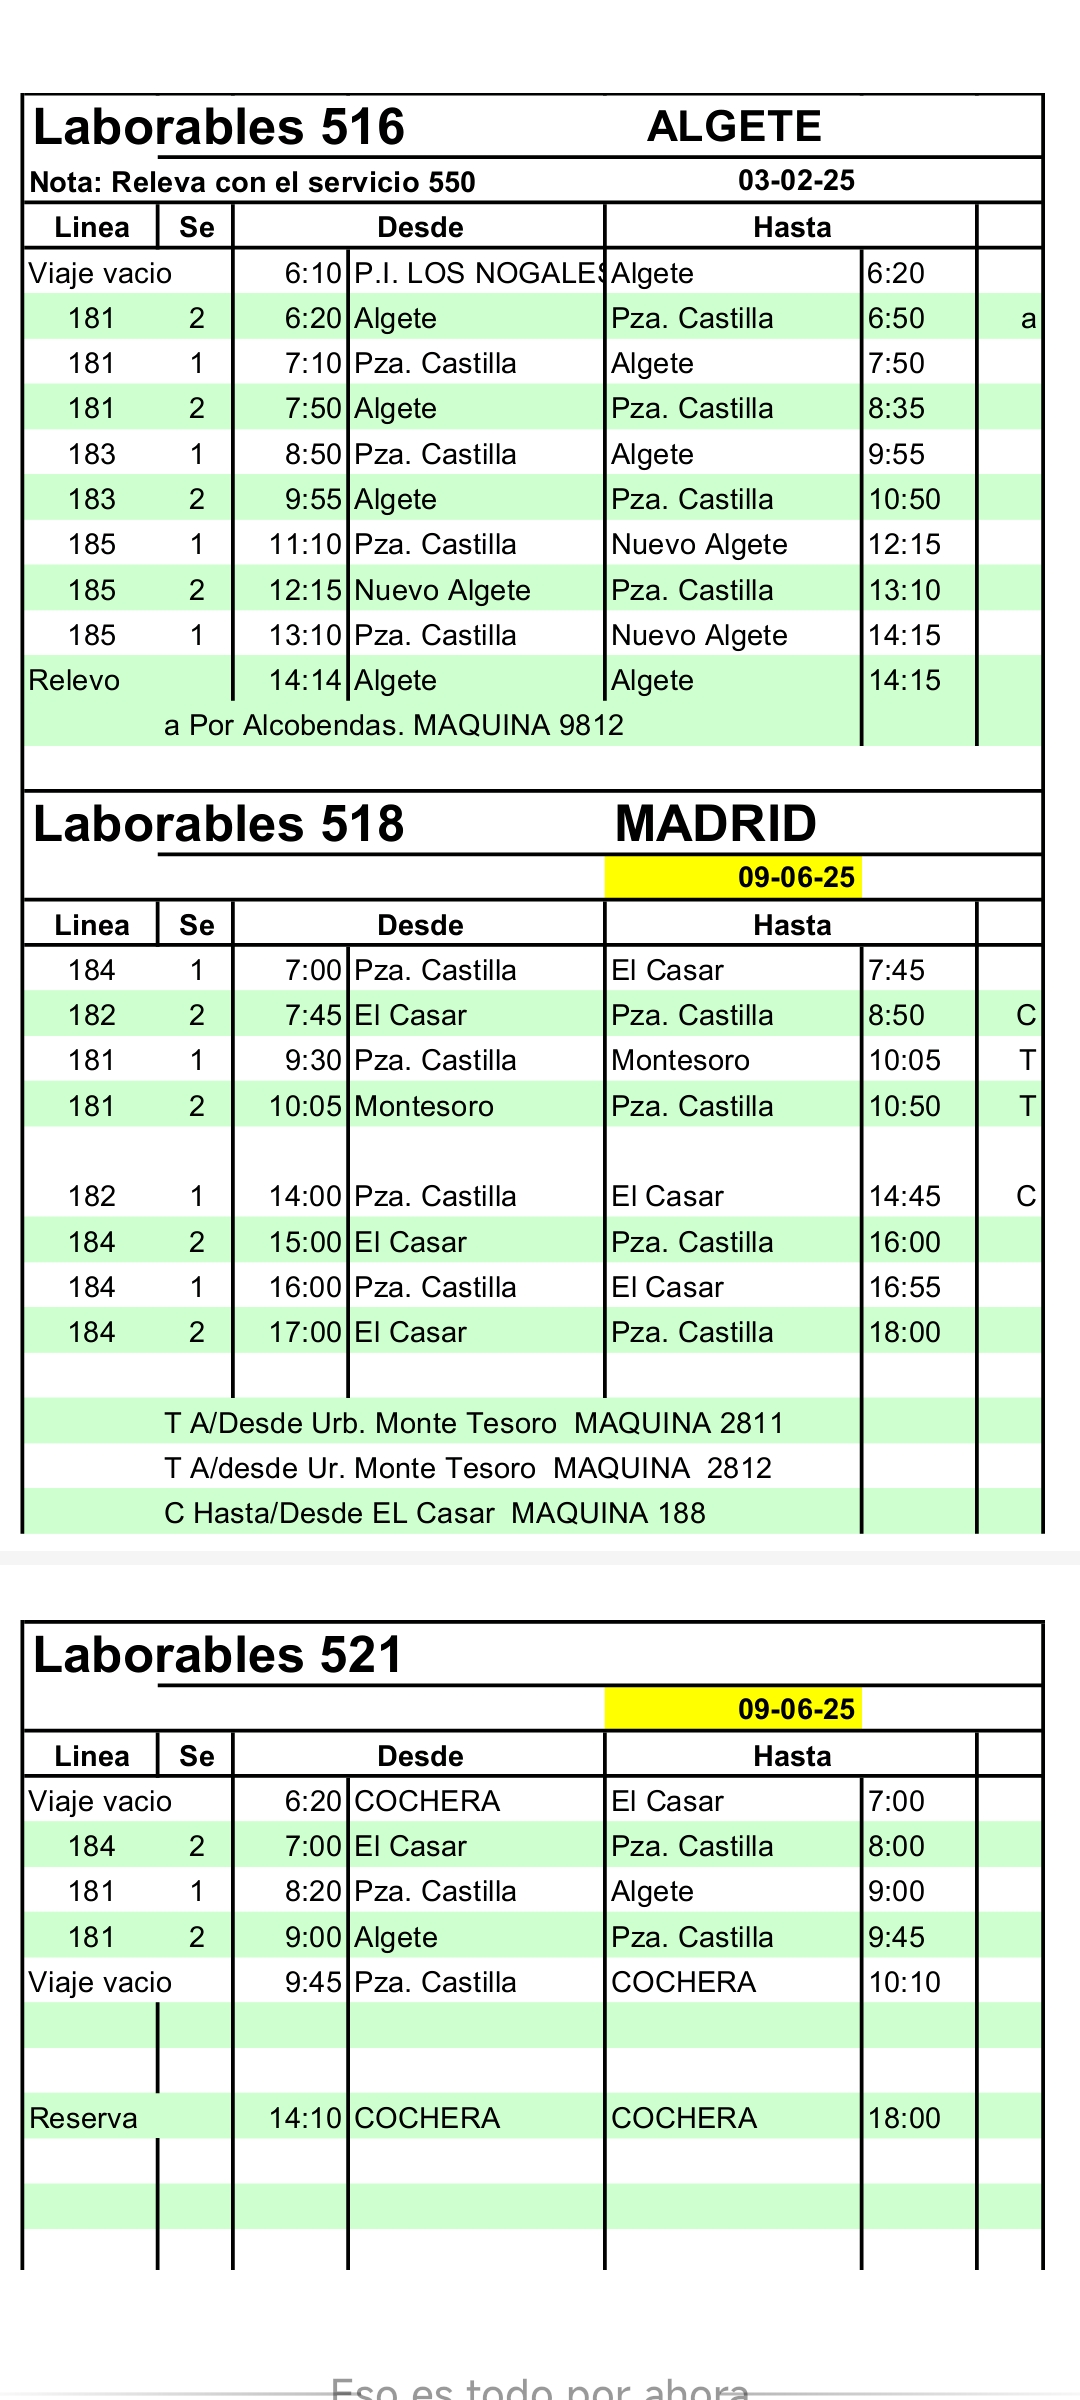 Laborables 516 ALGETE
Nota: Releva con el servicio 550 03-02-25
Linea Se Desde Hasta
Viaje vacio 6:10 P.I. LOS NOGALES Algete 6:20
181 2 6:20 Algete Pza. Castilla 6:50 a
181 1 7:10 Pza. Castilla Algete 7:50
181 2 7:50 Algete Pza. Castilla 8:35
183 1 8:50 Pza. Castilla Algete 9:55
183 2 9:55 Algete Pza. Castilla 10:50
185 1 11:10 Pza. Castilla Nuevo Algete 12:15
185 2 12:15 Nuevo Algete Pza. Castilla 13:10
185 1 13:10 Pza. Castilla Nuevo Algete 14:15
Relevo 14:14 Algete Algete 14:15
a Por Alcobendas. MAQUINA 9812
Laborables 518 MADRID
09-06-25
Linea Se Desde Hasta
184 1 7:00 Pza. Castilla El Casar 7:45
182 2 7:45 El Casar Pza. Castilla 8:50 C
181 1 9:30 Pza. Castilla Montesoro 10:05 T
181 2 10:05 Montesoro Pza. Castilla 10:50 T
182 1 14:00 Pza. Castilla El Casar 14:45 C
184 2 15:00 El Casar Pza. Castilla 16:00
184 1 16:00 Pza. Castilla El Casar 16:55
184 2 17:00 El Casar Pza. Castilla 18:00
T A/Desde Urb. Monte Tesoro MAQUINA 2811
T A/desde Ur. Monte Tesoro MAQUINA 2812
C Hasta/Desde EL Casar MAQUINA 188
Laborables 521
09-06-25
Linea Se Desde Hasta
Viaje vacio 6:20 COCHERA El Casar 7:00
184 2 7:00 El Casar Pza. Castilla 8:00
181 1 8:20 Pza. Castilla Algete 9:00
181 2 9:00 Algete Pza. Castilla 9:45
Viaje vacio 9:45 Pza. Castilla COCHERA 10:10
Reserva 14:10 COCHERA COCHERA 18:00
Eso es todo por ahora